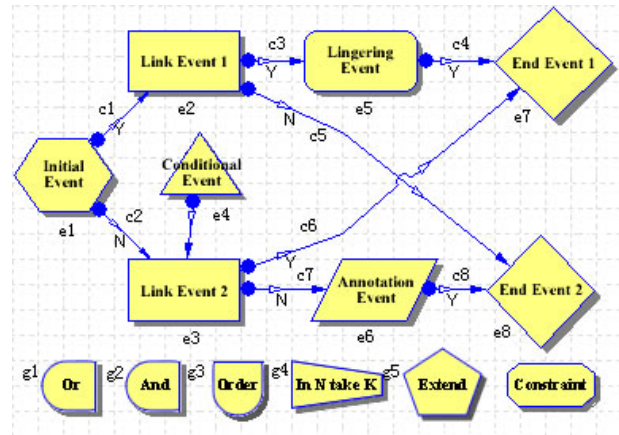 Link Event 1
c3
Y
Lingering
Event
c4
Y
End Event 1
c1
Y
e2
N
c5
e5
e7
Initial
Event
Conditional
Event
e1
c2
N
e4
c6
Y
Link Event 2
c7
N
Annotation
Event
c8
Y
End Event 2
e3
e6
e8
g1
Or
g2
And
g3
Order
g4
In N take K
g5
Extend
Constraint